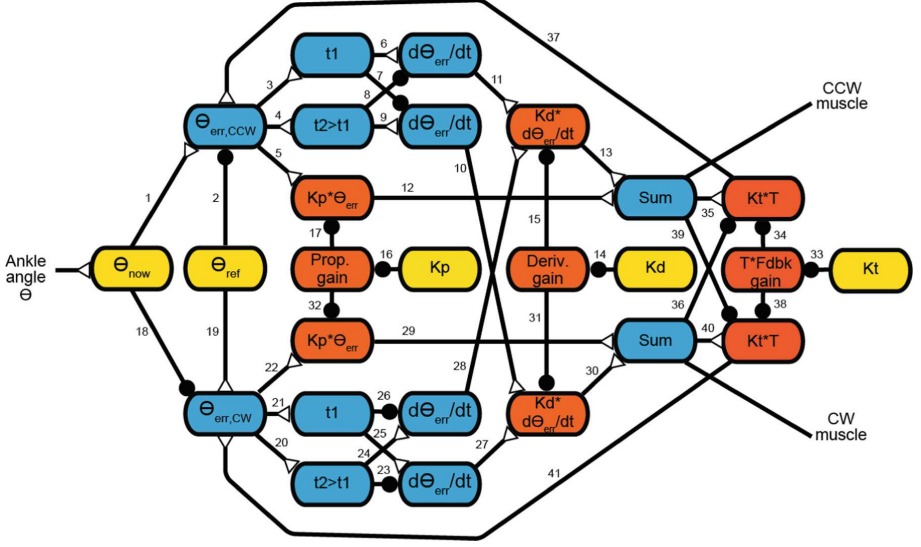 37
t1
6
dϴerr/dt
7
3
8
11
CCW
muscle
ϴerr,CCW
4
t2>t1
9
dϴerr/dt
Kd*
dϴerr/dt
5
10
13
1
2
Kp*ϴerr
12
Sum
35
Kt*T
17
15
39
34
Ankle
angle
ϴ
ϴnow
ϴref
Prop.
gain
16
Kp
Deriv.
gain
14
Kd
T*Fdbk
gain
33
Kt
32
31
36
38
18
19
Kp*ϴerr
29
Sum
40
Kt*T
22
28
30
ϴerr,CW
21
t1
26
dϴerr/dt
Kd*
dϴerr/dt
CW
muscle
20
25
24
27
t2>t1
23
dϴerr/dt
41